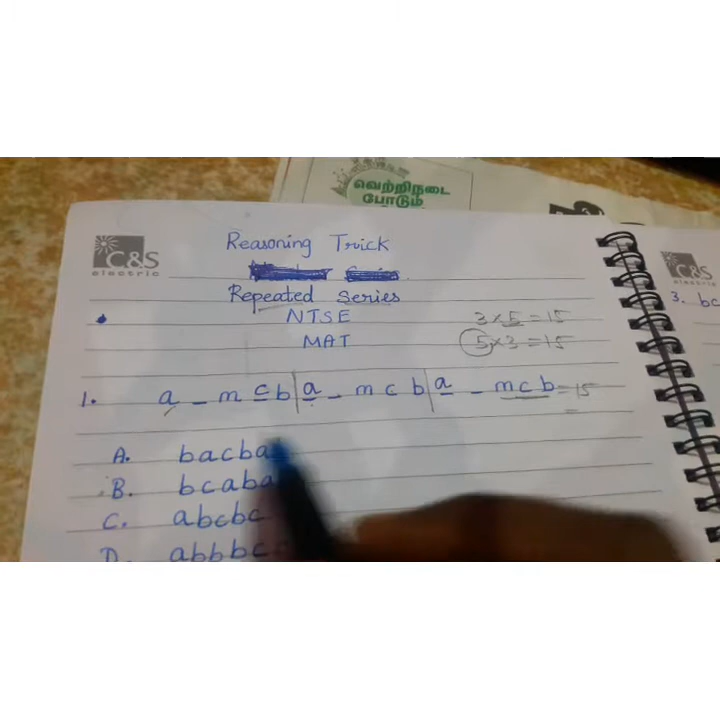 வெற்றிநடை
போடும்
C&S
electric
Reasoning Trick
Repeated Series
NTSE
MAT
3 x 5 = 15
5 x 3 = 15
1. a _ m c b | a _ m c b | a _ m c b = 15
A. bacba
B. bcaba
C. abcbc
D. abbbc
C&S
electric
3. bc